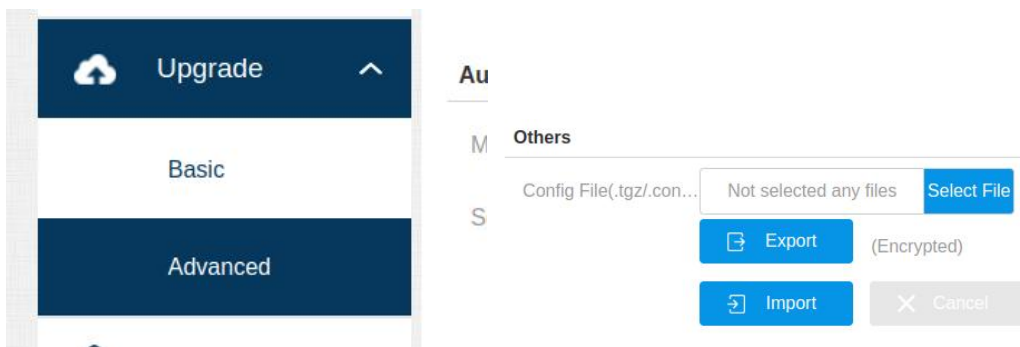 Upgrade
Basic
Advanced
Au
M
S
Others
Config File(.tgz/.con...
Not selected any files
Select File
Export
(Encrypted)
Import
Cancel